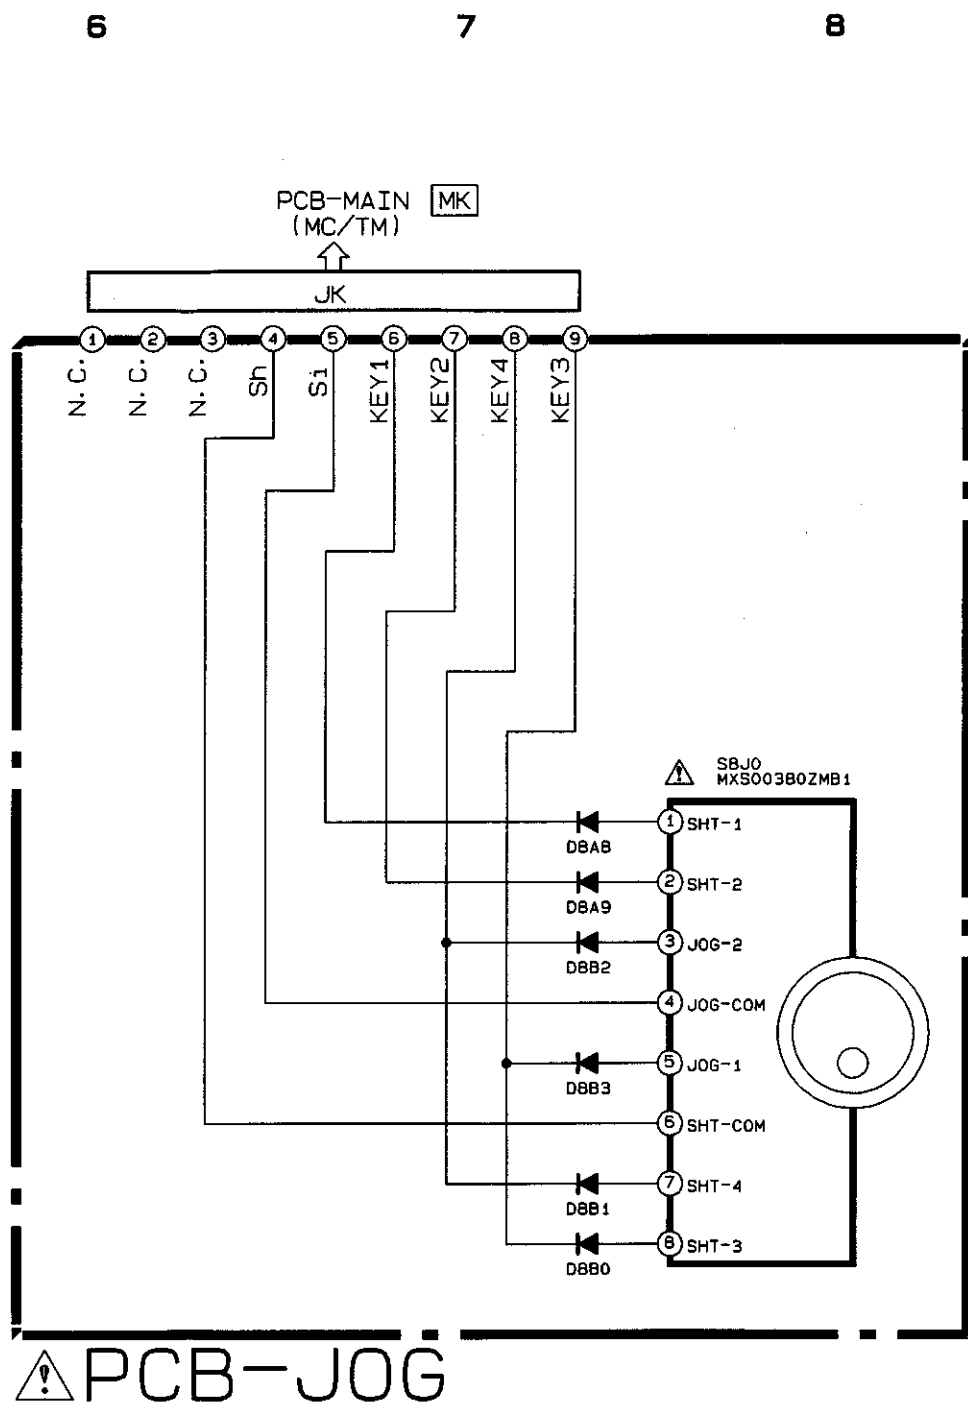 6 7 8
PCB-MAIN MK
(MC/TM)
JK
1 2 3 4 5 6 7 8 9
N.C. N.C. N.C. Sh Si KEY1 KEY2 KEY4 KEY3
SBJ0
MXS003B0ZMB1
1 SHT-1
D8A8
2 SHT-2
D8A9
3 JOG-2
D8B2
4 JOG-COM
5 JOG-1
D8B3
6 SHT-COM
7 SHT-4
D8B1
8 SHT-3
D8B0
PCB-JOG